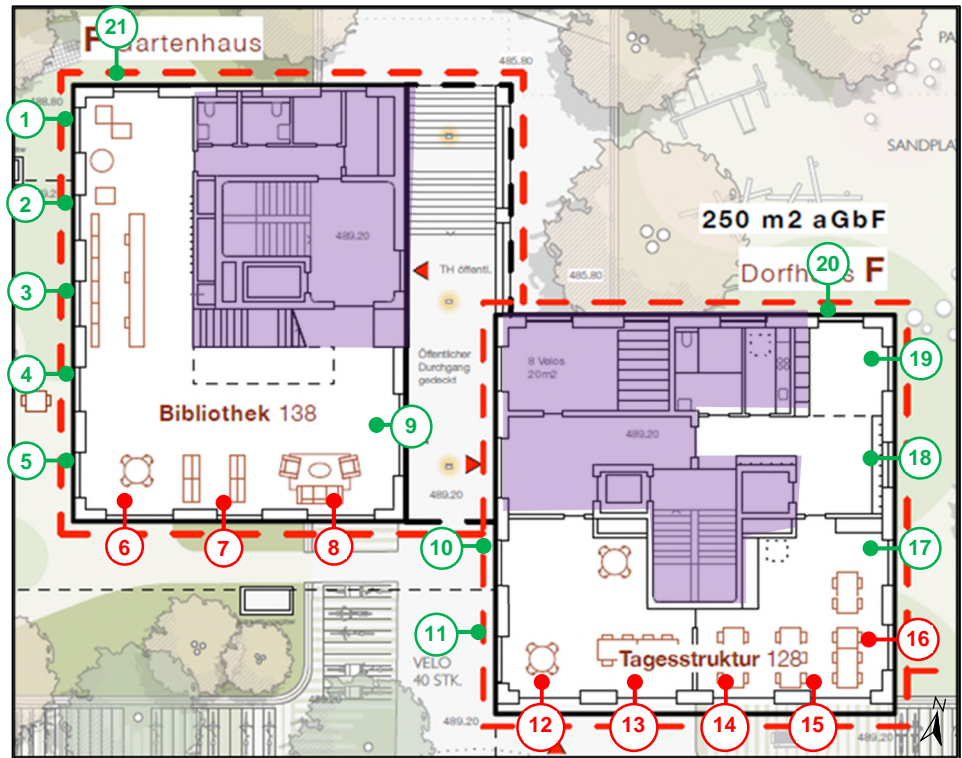 21
F Gartenhaus
PA
485.80
488.80
1
SANDPLA
2
250 m2 aGbF
489.20
3
TH öffentl.
485.80
20
Dorfhaus F
Öffentlicher
Durchgang
gedeckt
8 Velos
20m2
19
4
Bibliothek 138
9
489.20
5
18
489.20
6
7
8
10
17
11
16
VELO
40 STK.
Tagesstruktur 128
12
13
14
15
489.20
489.20
N